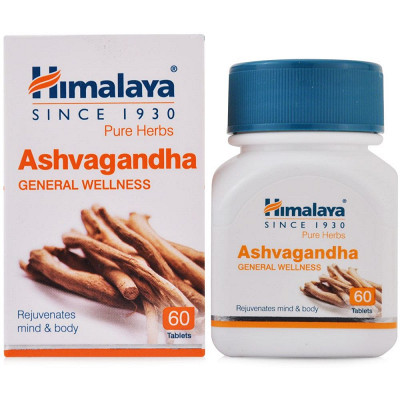 Himalaya®
SINCE 1930
Pure Herbs
Ashvagandha
GENERAL WELLNESS
Rejuvenates
mind & body
60
Tablets
Himalaya®
SINCE 1930
Pure Herbs
Ashvagandha
GENERAL WELLNESS
Rejuvenates
mind & body
60
Tablets